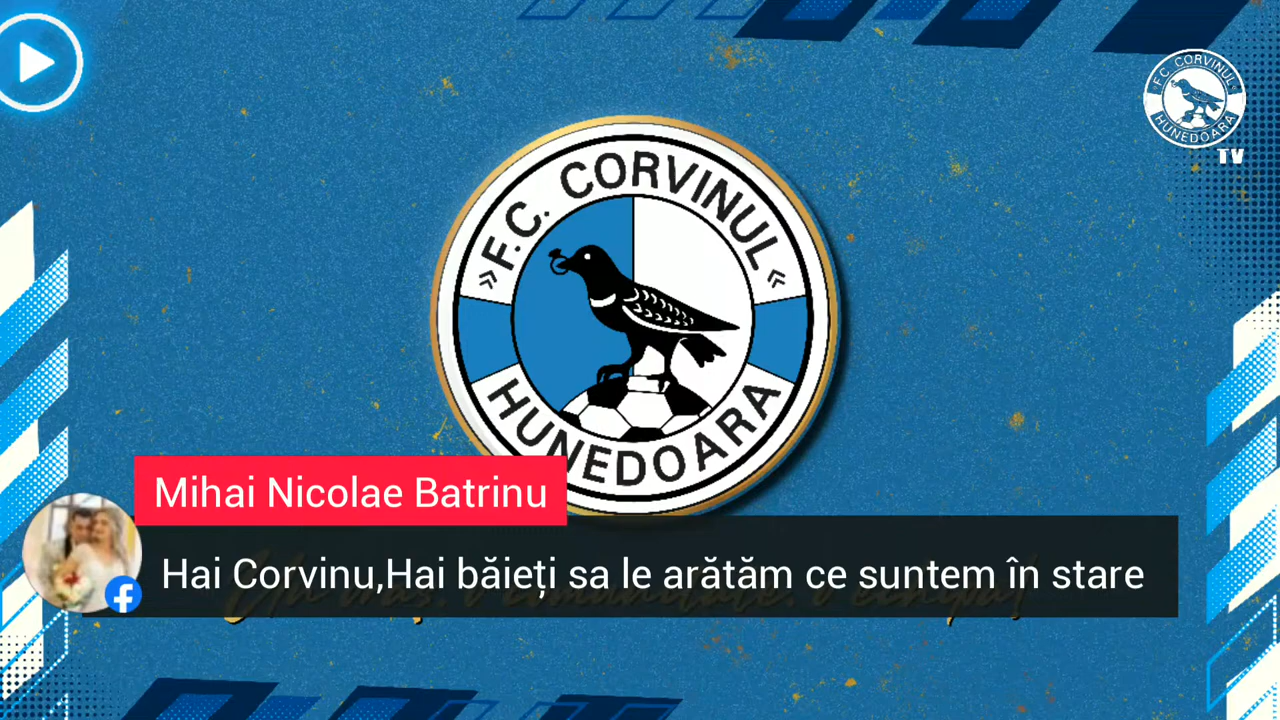 F.C. CORVINUL
HUNEDOARA
TV
»F.C. CORVINUL«
HUNEDOARA
Mihai Nicolae Batrinu
Hai Corvinu,Hai băieți sa le arătăm ce suntem în stare